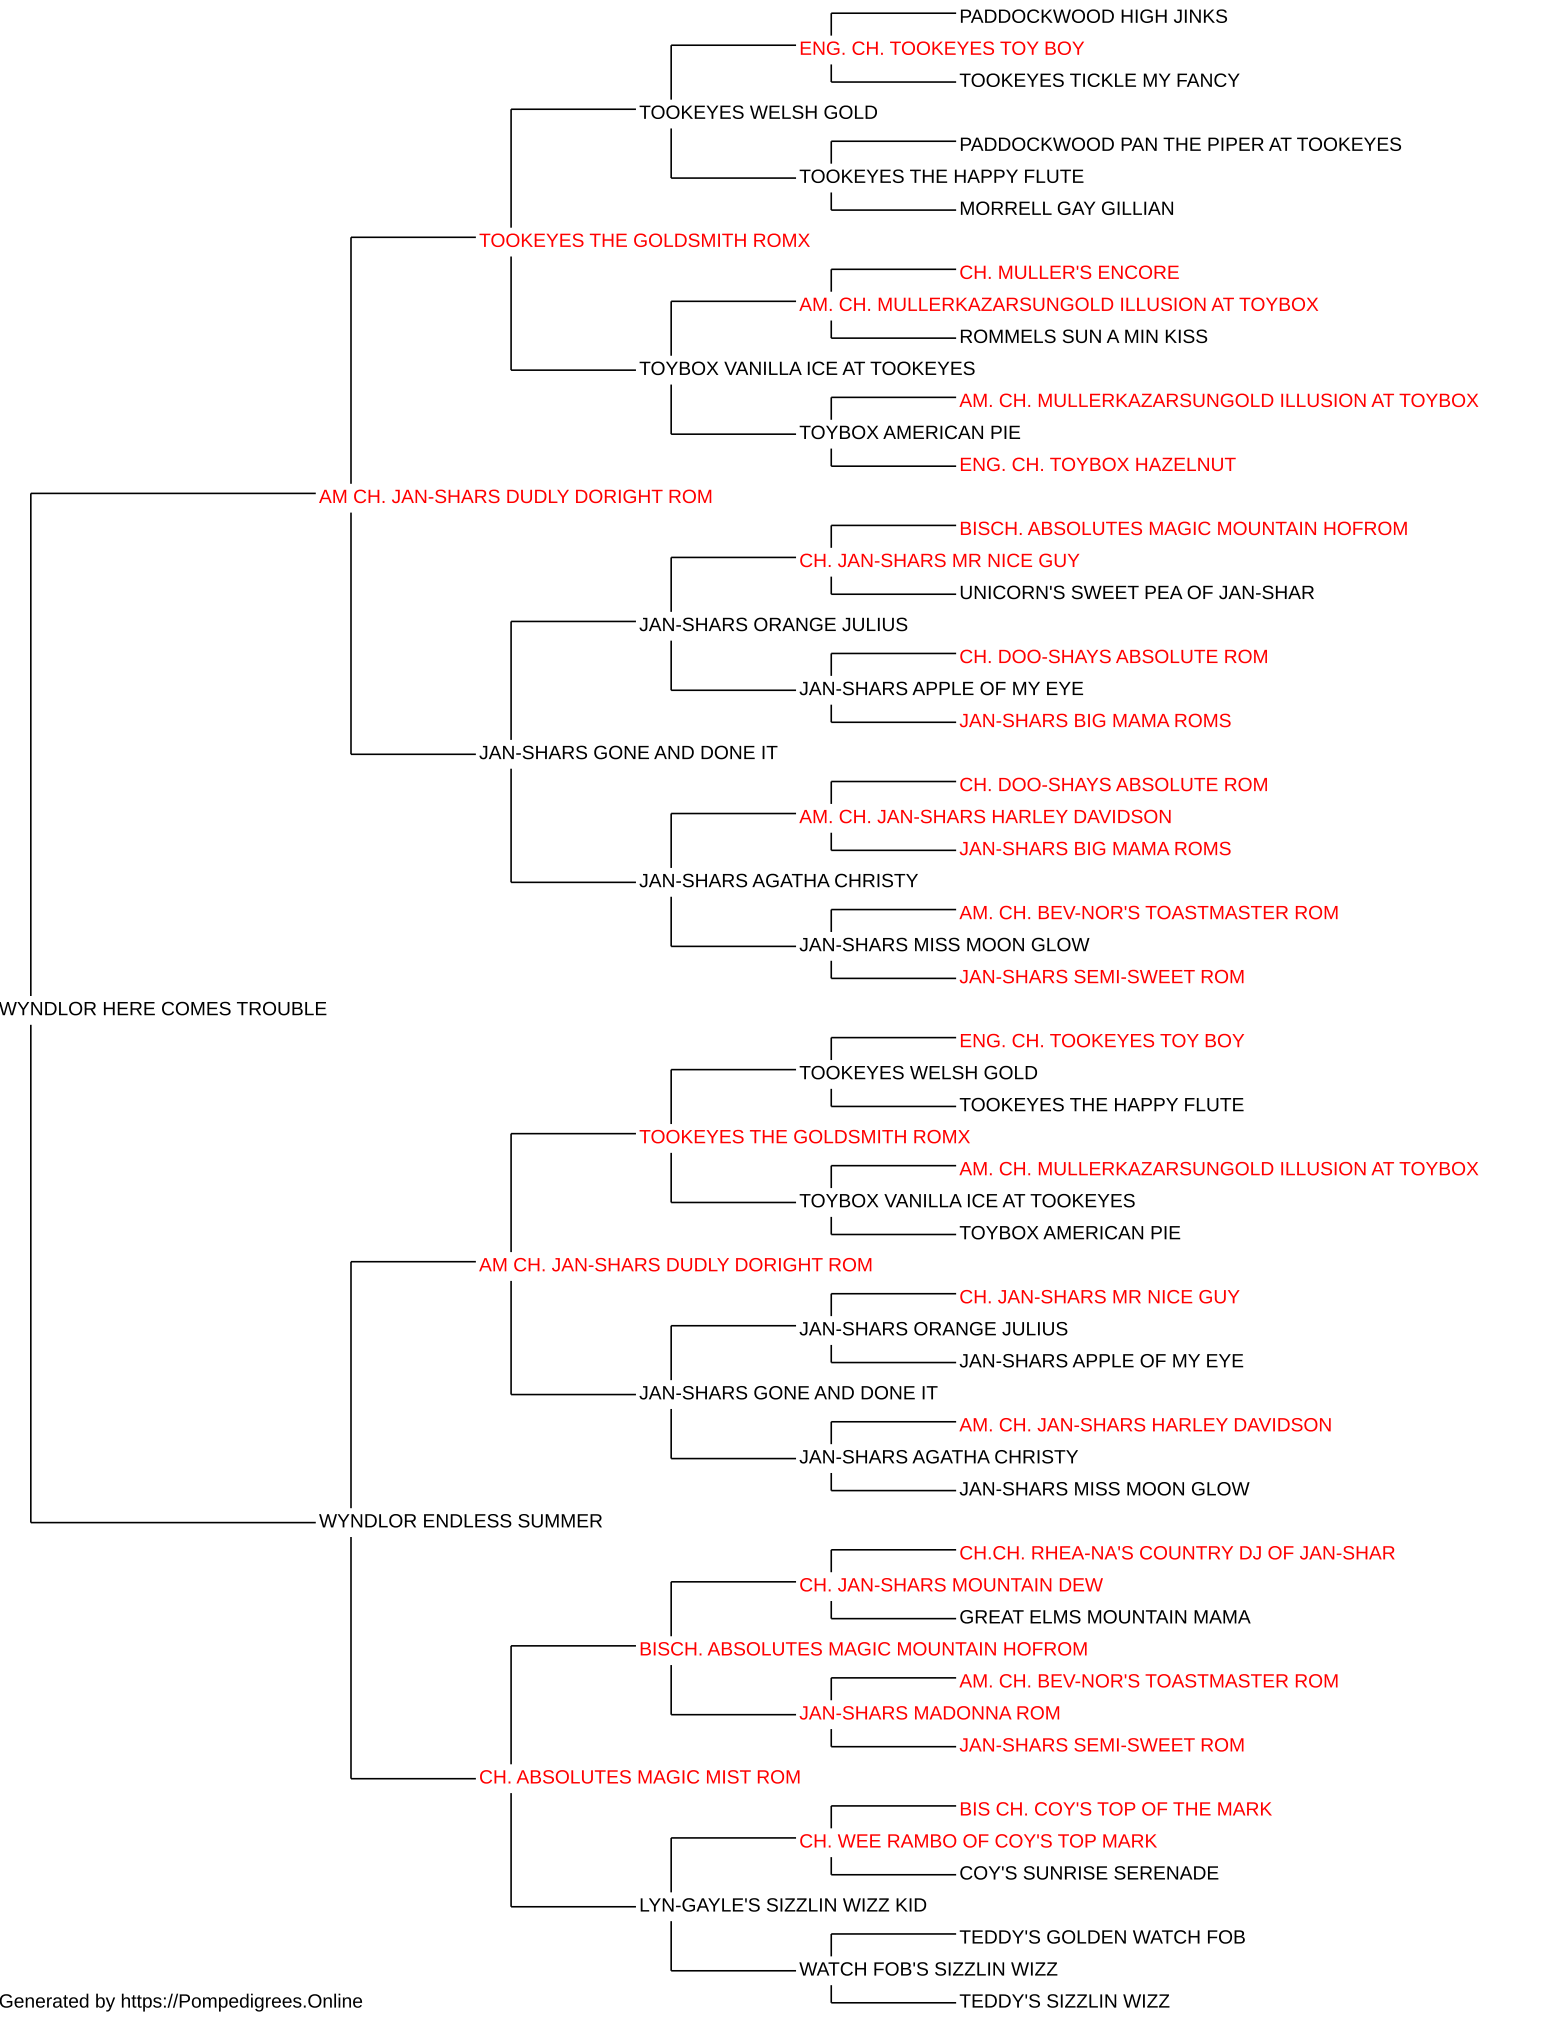 PADDOCKWOOD HIGH JINKS
ENG. CH. TOOKEYES TOY BOY
TOOKEYES TICKLE MY FANCY
TOOKEYES WELSH GOLD
PADDOCKWOOD PAN THE PIPER AT TOOKEYES
TOOKEYES THE HAPPY FLUTE
MORRELL GAY GILLIAN
TOOKEYES THE GOLDSMITH ROMX
CH. MULLER'S ENCORE
AM. CH. MULLERKAZARSUNGOLD ILLUSION AT TOYBOX
ROMMELS SUN A MIN KISS
TOYBOX VANILLA ICE AT TOOKEYES
AM. CH. MULLERKAZARSUNGOLD ILLUSION AT TOYBOX
TOYBOX AMERICAN PIE
ENG. CH. TOYBOX HAZELNUT
AM CH. JAN-SHARS DUDLY DORIGHT ROM
BISCH. ABSOLUTES MAGIC MOUNTAIN HOFROM
CH. JAN-SHARS MR NICE GUY
UNICORN'S SWEET PEA OF JAN-SHAR
JAN-SHARS ORANGE JULIUS
CH. DOO-SHAYS ABSOLUTE ROM
JAN-SHARS APPLE OF MY EYE
JAN-SHARS BIG MAMA ROMS
JAN-SHARS GONE AND DONE IT
CH. DOO-SHAYS ABSOLUTE ROM
AM. CH. JAN-SHARS HARLEY DAVIDSON
JAN-SHARS BIG MAMA ROMS
JAN-SHARS AGATHA CHRISTY
AM. CH. BEV-NOR'S TOASTMASTER ROM
JAN-SHARS MISS MOON GLOW
JAN-SHARS SEMI-SWEET ROM
WYNDLOR HERE COMES TROUBLE
ENG. CH. TOOKEYES TOY BOY
TOOKEYES WELSH GOLD
TOOKEYES THE HAPPY FLUTE
TOOKEYES THE GOLDSMITH ROMX
AM. CH. MULLERKAZARSUNGOLD ILLUSION AT TOYBOX
TOYBOX VANILLA ICE AT TOOKEYES
TOYBOX AMERICAN PIE
AM CH. JAN-SHARS DUDLY DORIGHT ROM
CH. JAN-SHARS MR NICE GUY
JAN-SHARS ORANGE JULIUS
JAN-SHARS APPLE OF MY EYE
JAN-SHARS GONE AND DONE IT
AM. CH. JAN-SHARS HARLEY DAVIDSON
JAN-SHARS AGATHA CHRISTY
JAN-SHARS MISS MOON GLOW
WYNDLOR ENDLESS SUMMER
CH.CH. RHEA-NA'S COUNTRY DJ OF JAN-SHAR
CH. JAN-SHARS MOUNTAIN DEW
GREAT ELMS MOUNTAIN MAMA
BISCH. ABSOLUTES MAGIC MOUNTAIN HOFROM
AM. CH. BEV-NOR'S TOASTMASTER ROM
JAN-SHARS MADONNA ROM
JAN-SHARS SEMI-SWEET ROM
CH. ABSOLUTES MAGIC MIST ROM
BIS CH. COY'S TOP OF THE MARK
CH. WEE RAMBO OF COY'S TOP MARK
COY'S SUNRISE SERENADE
LYN-GAYLE'S SIZZLIN WIZZ KID
TEDDY'S GOLDEN WATCH FOB
WATCH FOB'S SIZZLIN WIZZ
TEDDY'S SIZZLIN WIZZ
Generated by https://Pompedigrees.Online